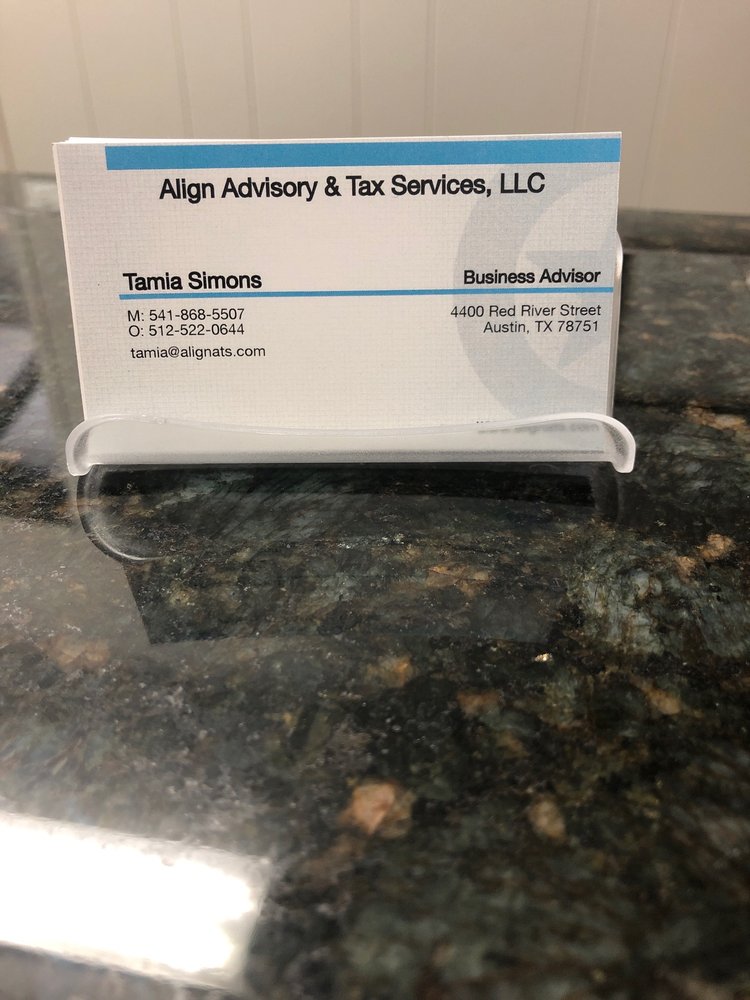 Align Advisory & Tax Services, LLC
Tamia Simons
Business Advisor
M: 541-868-5507
O: 512-522-0644
tamia@alignats.com
4400 Red River Street
Austin, TX 78751